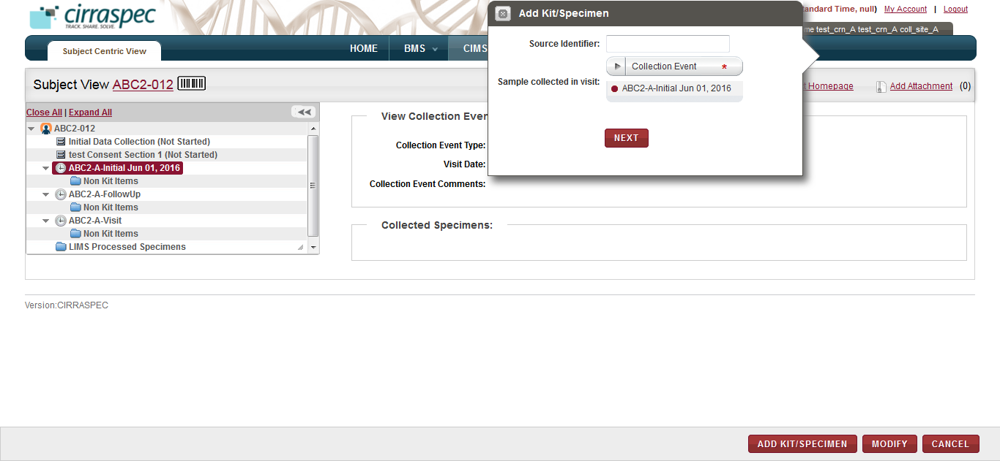 cirraspec
TRACK. SHARE. SOLVE.
Standard Time, null) My Account | Logout
test_crn_A test_crn_A coll_site_A
Subject Centric View
HOME
BMS
CIMS
Add Kit/Specimen
Source Identifier:
Collection Event *
Sample collected in visit:
ABC2-A-Initial Jun 01, 2016
NEXT
Subject View ABC2-012
Homepage
Add Attachment (0)
Close All | Expand All
ABC2-012
Initial Data Collection (Not Started)
test Consent Section 1 (Not Started)
ABC2-A-Initial Jun 01, 2016
Non Kit Items
ABC2-A-FollowUp
Non Kit Items
ABC2-A-Visit
Non Kit Items
LIMS Processed Specimens
View Collection Even
Collection Event Type:
Visit Date:
Collection Event Comments:
Collected Specimens:
Version:CIRRASPEC
ADD KIT/SPECIMEN
MODIFY
CANCEL